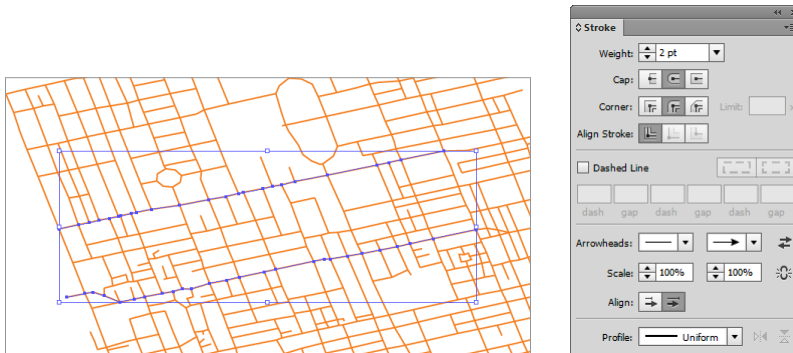 Stroke
Weight: 2 pt
Cap:
Corner: Limit:
Align Stroke:
Dashed Line
dash gap dash gap dash gap
Arrowheads:
Scale: 100% 100%
Align:
Profile: Uniform